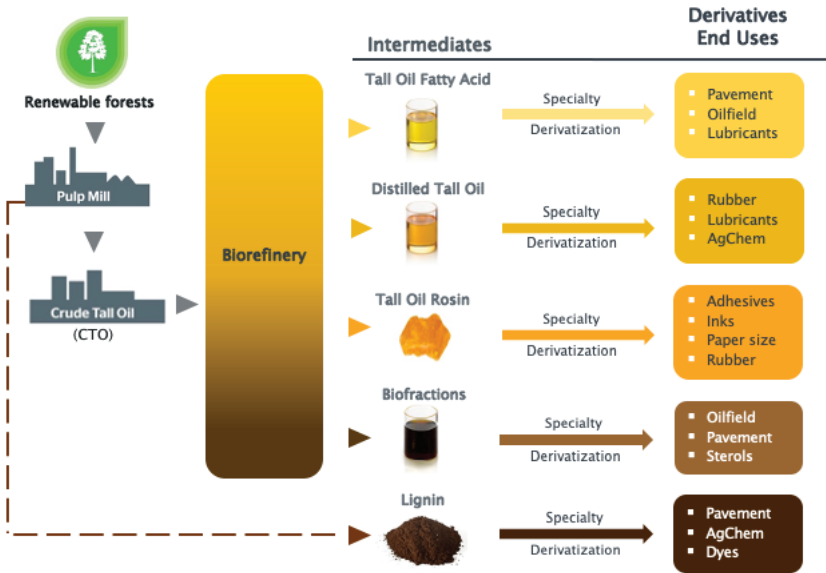 Renewable forests
Pulp Mill
Crude Tall Oil
(CTO)
Biorefinery
Intermediates
Derivatives
End Uses
Tall Oil Fatty Acid
Specialty
Derivatization
Pavement
Oilfield
Lubricants
Distilled Tall Oil
Specialty
Derivatization
Rubber
Lubricants
AgChem
Tall Oil Rosin
Specialty
Derivatization
Adhesives
Inks
Paper size
Rubber
Biofractions
Specialty
Derivatization
Oilfield
Pavement
Sterols
Lignin
Specialty
Derivatization
Pavement
AgChem
Dyes